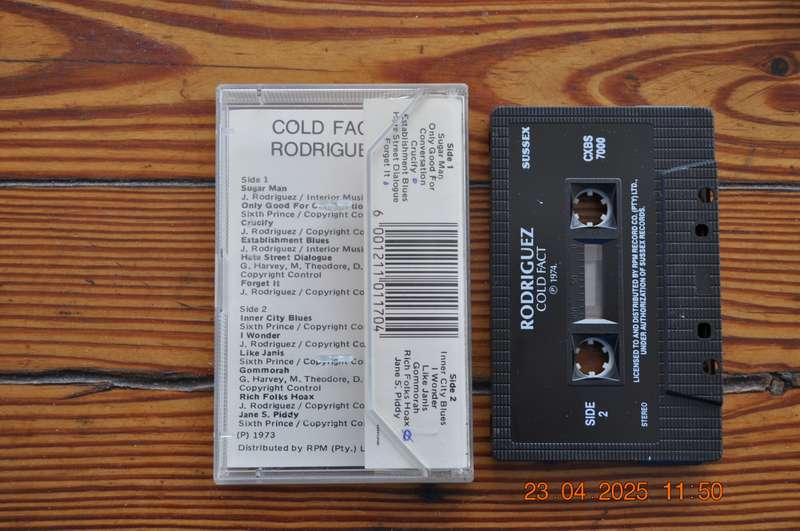 COLD FAC
RODRIGUE
Side 1
Sugar Man
J. Rodriguez / Interior Musi
Only Good For
Sixth Prince / Copyright Co
Crucify
J. Rodriguez / Copyright Co
Establishment Blues
J. Rodriguez / Interior Musi
Hate Street Dialogue
G. Harvey, M. Theodore, D.
Copyright Control
Forget It
J. Rodriguez / Copyright Co
Side 2
Inner City Blues
Sixth Prince / Copyright Co
I Wonder
J. Rodriguez / Copyright Co
Like Janis
Sixth Prince / Copyright Co
Gommorah
G. Harvey, M. Theodore, D.
Copyright Control
Rich Folks Hoax
J. Rodriguez / Copyright Co
Jane S. Piddy
Sixth Prince / Copyright Co
(P) 1973
Distributed by RPM (Pty.) L
Side 1
Sugar Man
Only Good For
Conversation
Crucify
Establishment Blues
Hate Street Dialogue
Forget It
6 001211 011704
Side 2
Inner City Blues
I Wonder
Like Janis
Gommorah
Rich Folks Hoax
Jane S. Piddy
SUSSEX
CXBS
7000
RODRIGUEZ
COLD FACT
℗ 1974
50
SIDE
2
LICENSED TO AND DISTRIBUTED BY RPM RECORD CO. (PTY) LTD.,
UNDER AUTHORIZATION OF SUSSEX RECORDS.
STEREO
23.04.2025 11:50